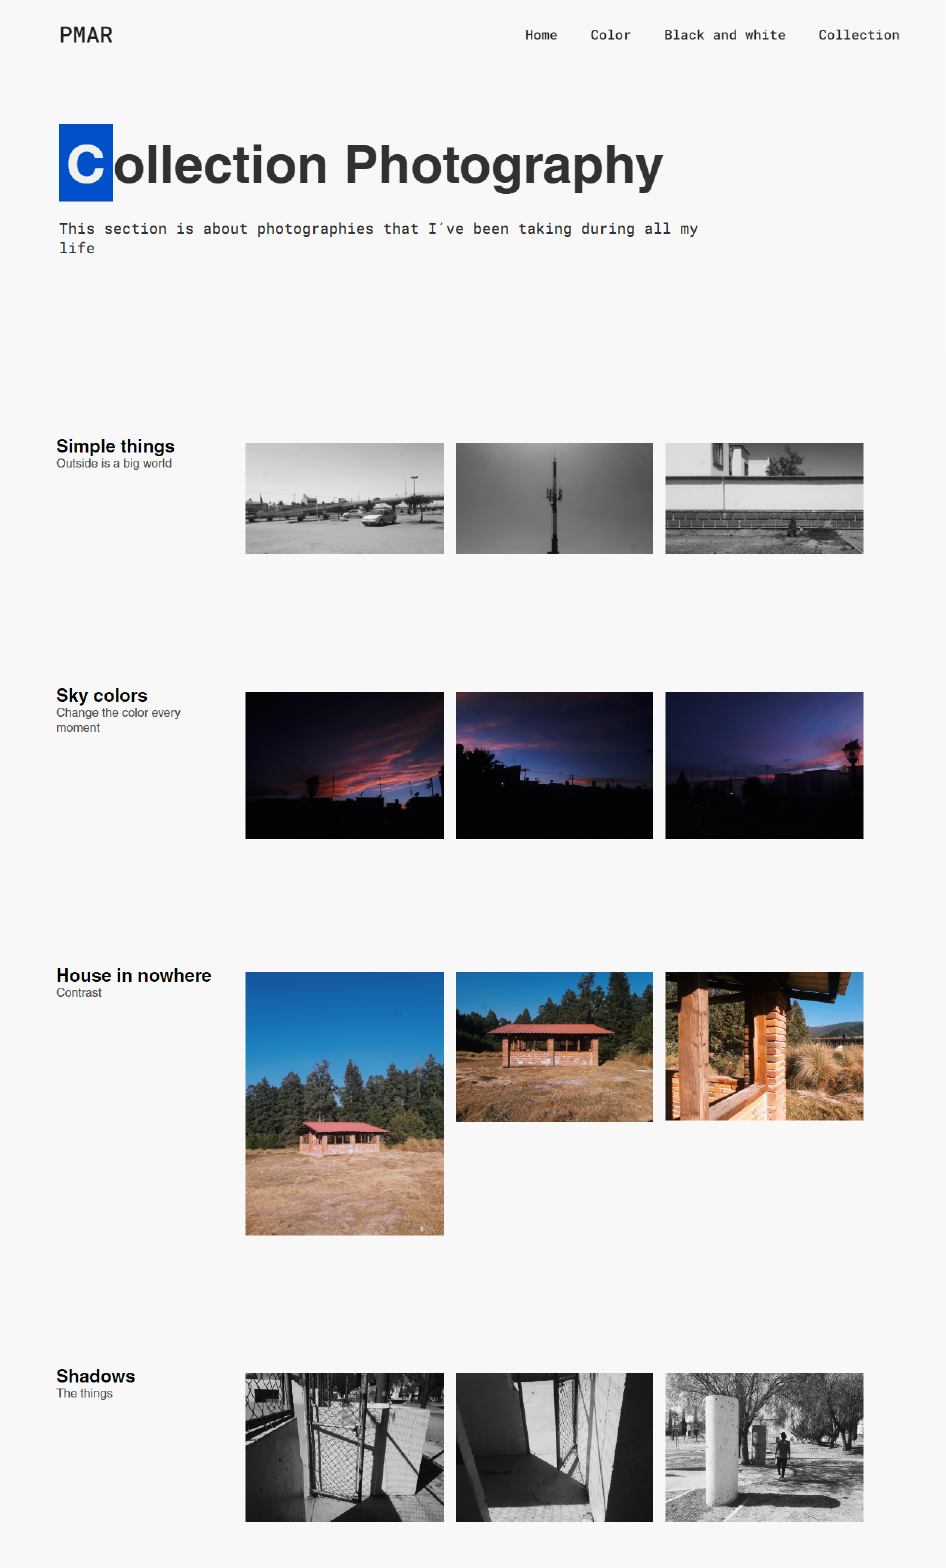 PMAR
Home Color Black and white Collection
Collection Photography
This section is about photographies that I´ve been taking during all my
life
Simple things
Outside is a big world
Sky colors
Change the color every
moment
House in nowhere
Contrast
Shadows
The things